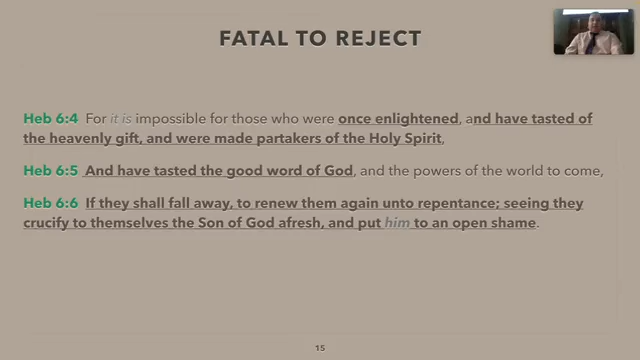 FATAL TO REJECT
Heb 6:4 For it is impossible for those who were once enlightened, and have tasted of
the heavenly gift, and were made partakers of the Holy Spirit,
Heb 6:5 And have tasted the good word of God, and the powers of the world to come,
Heb 6:6 If they shall fall away, to renew them again unto repentance; seeing they
crucify to themselves the Son of God afresh, and put him to an open shame.
15